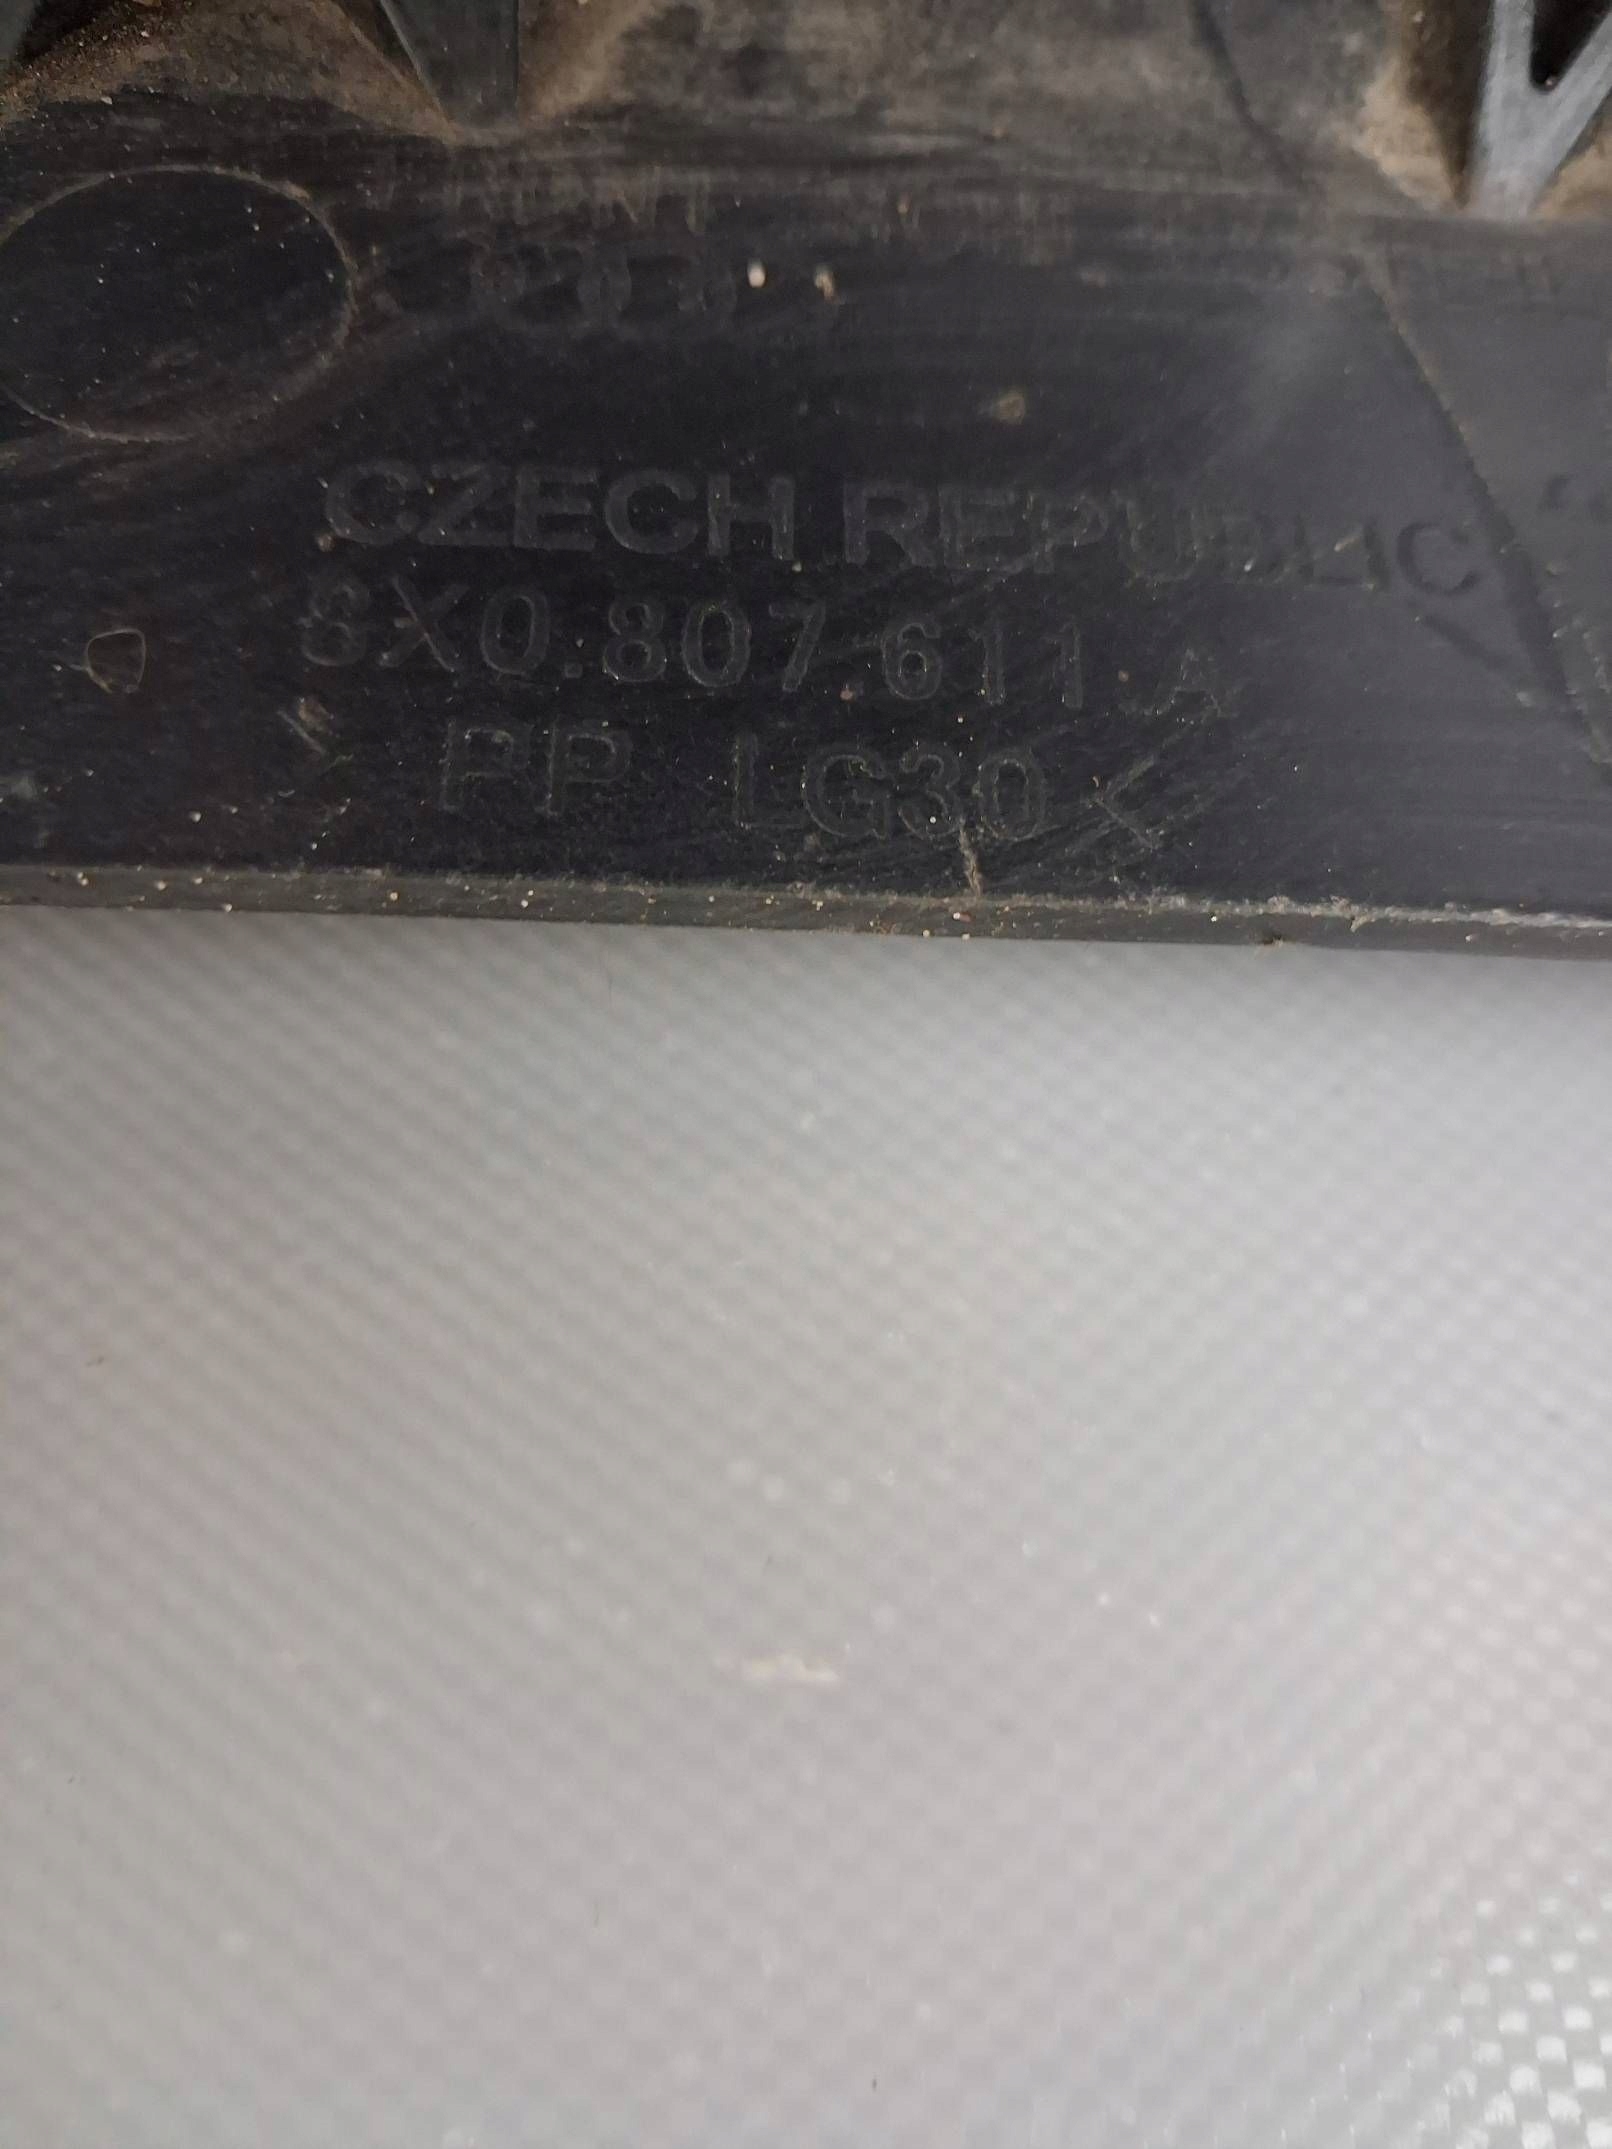 CZECH REPUBLIC
8X0.807.611.A
> PP LG30 <